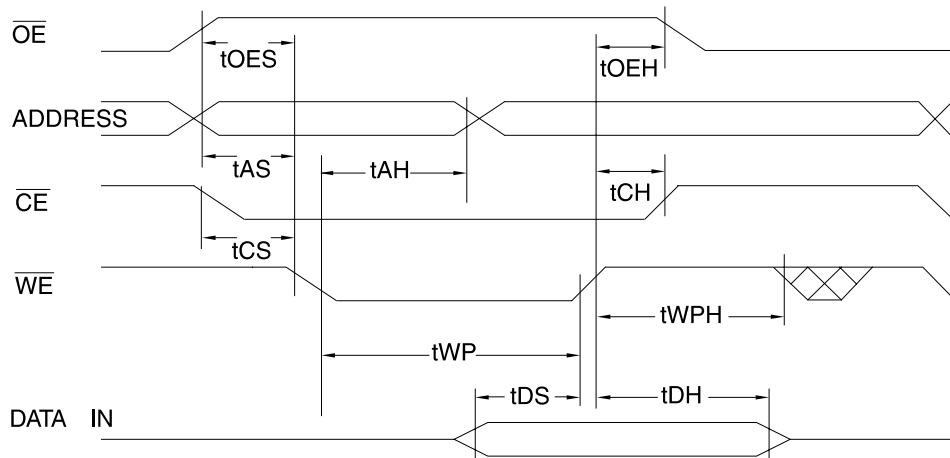 OE
tOES
tOEH
ADDRESS
tAS
tAH
tCH
CE
tCS
WE
tWPH
tWP
tDS
tDH
DATA IN